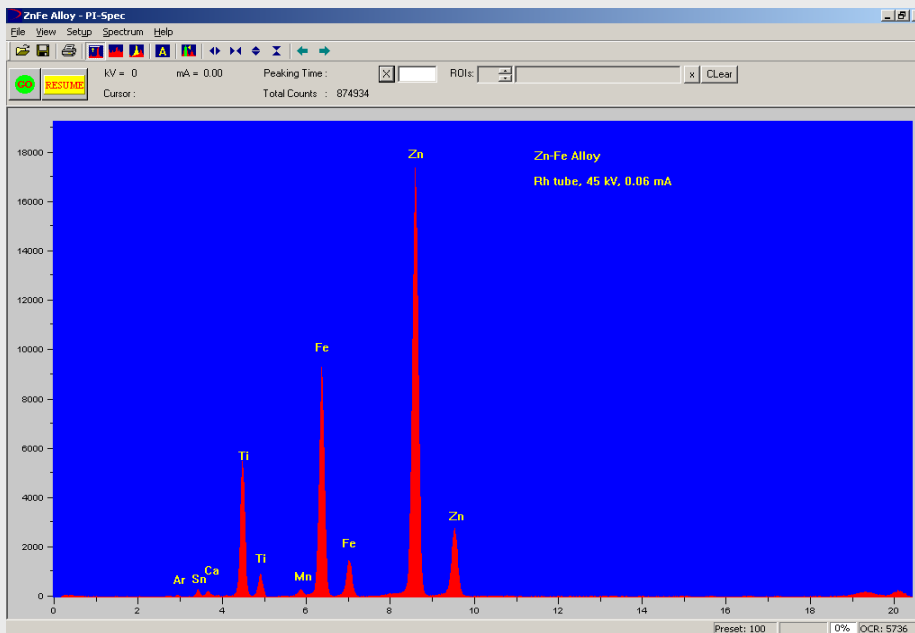 ZnFe Alloy - PI-Spec
File View Setup Spectrum Help
A
GO RESUME kV = 0 mA = 0.00 Peaking Time : X ROIs: x CLear
Cursor : Total Counts : 874934
18000
16000
14000
12000
10000
8000
6000
4000
2000
0
Zn
Zn-Fe Alloy
Rh tube, 45 kV, 0.06 mA
Fe
Ti
Zn
Fe
Ti
Ar Sn Ca Mn
0 2 4 6 8 10 12 14 16 18 20
Preset: 100 0% OCR: 5736